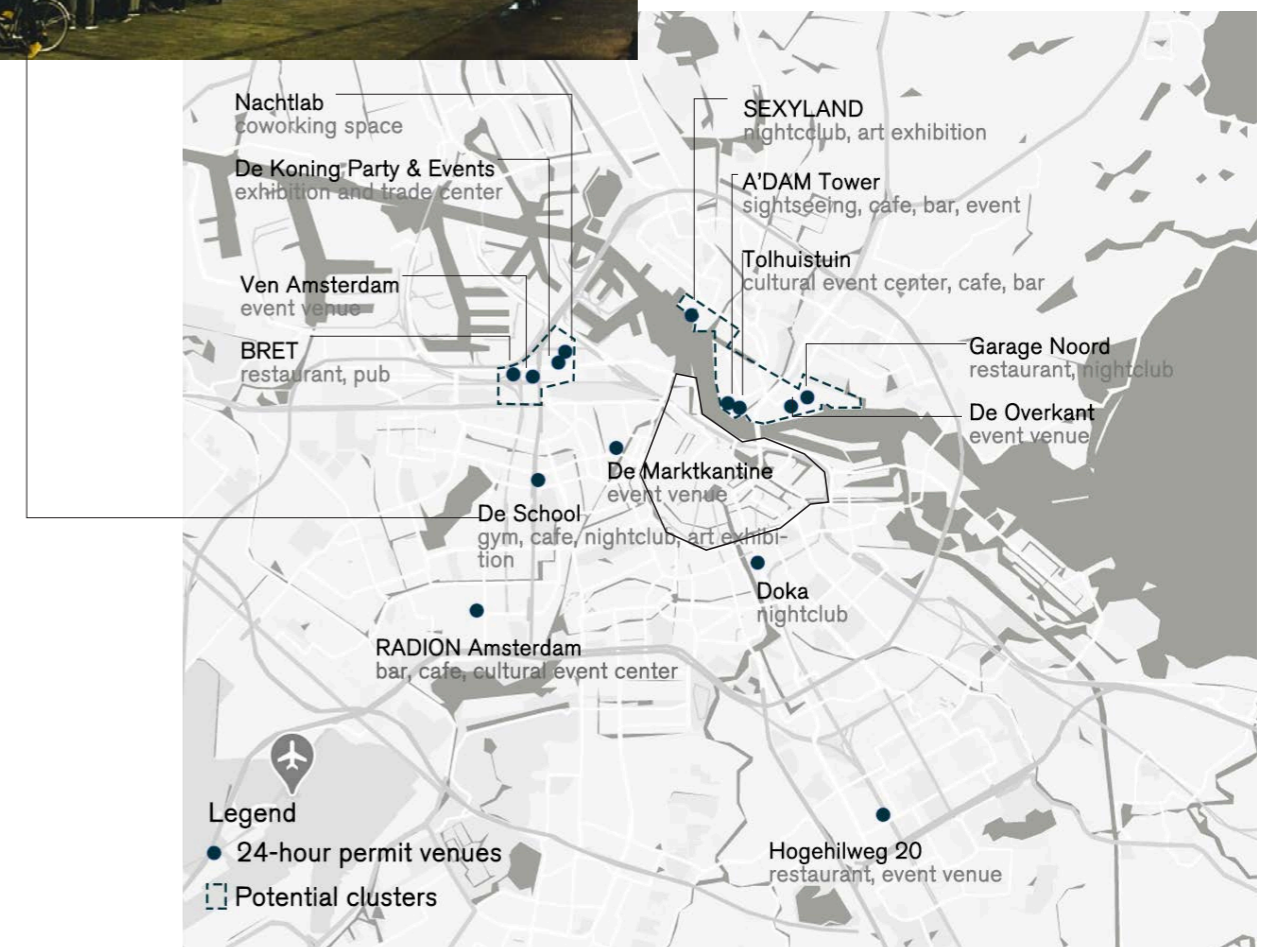 Nachtlab
coworking space
De Koning Party & Events
exhibition and trade center
Ven Amsterdam
event venue
BRET
restaurant, pub
SEXYLAND
nightcclub, art exhibition
A'DAM Tower
sightseeing, cafe, bar, event
Tolhuistuin
cultural event center, cafe, bar
Garage Noord
restaurant, nightclub
De Overkant
event venue
De Marktkantine
event venue
De School
gym, cafe, nightclub, art exhibi-
tion
Doka
nightclub
RADION Amsterdam
bar, cafe, cultural event center
Hogehilweg 20
restaurant, event venue
Legend
24-hour permit venues
Potential clusters